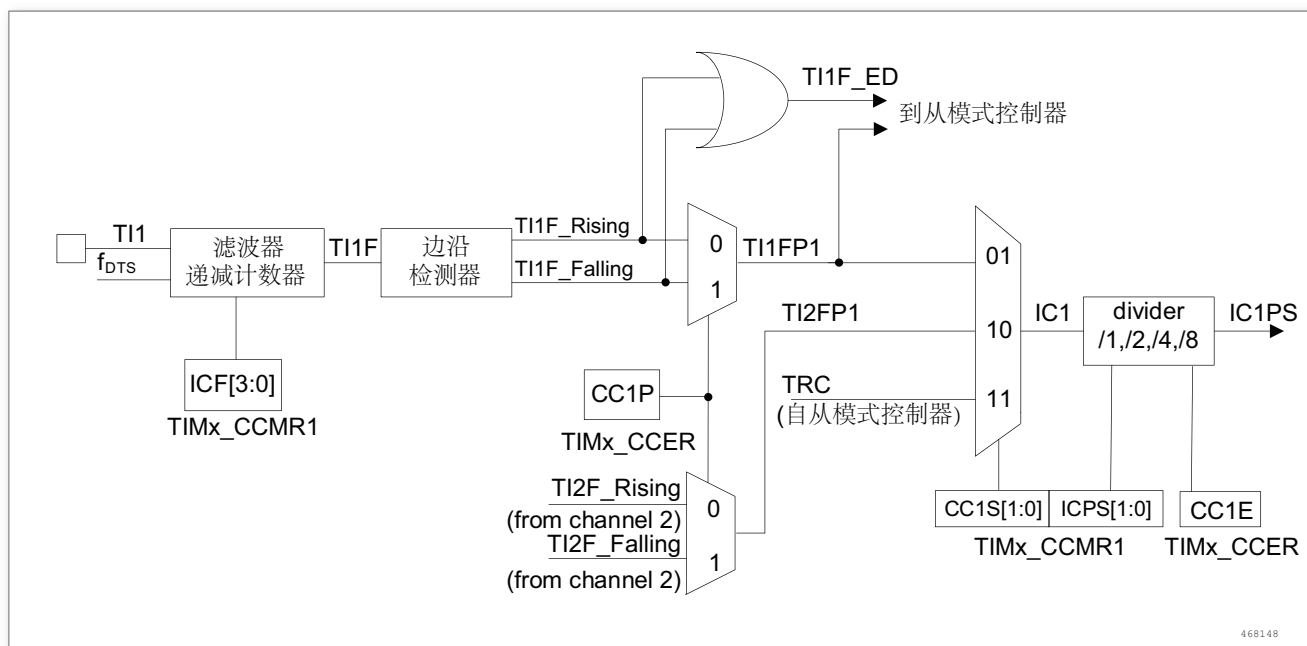 TI1F_ED
到从模式控制器
TI1
f_DTS
滤波器
递减计数器
TI1F
边沿
检测器
TI1F_Rising
TI1F_Falling
0
1
TI1FP1
01
10
11
TI2FP1
TRC
(自从模式控制器)
IC1
divider
/1,/2,/4,/8
IC1PS
ICF[3:0]
TIMx_CCMR1
CC1P
TIMx_CCER
TI2F_Rising
(from channel 2)
TI2F_Falling
(from channel 2)
0
1
CC1S[1:0]
ICPS[1:0]
CC1E
TIMx_CCMR1
TIMx_CCER
468148